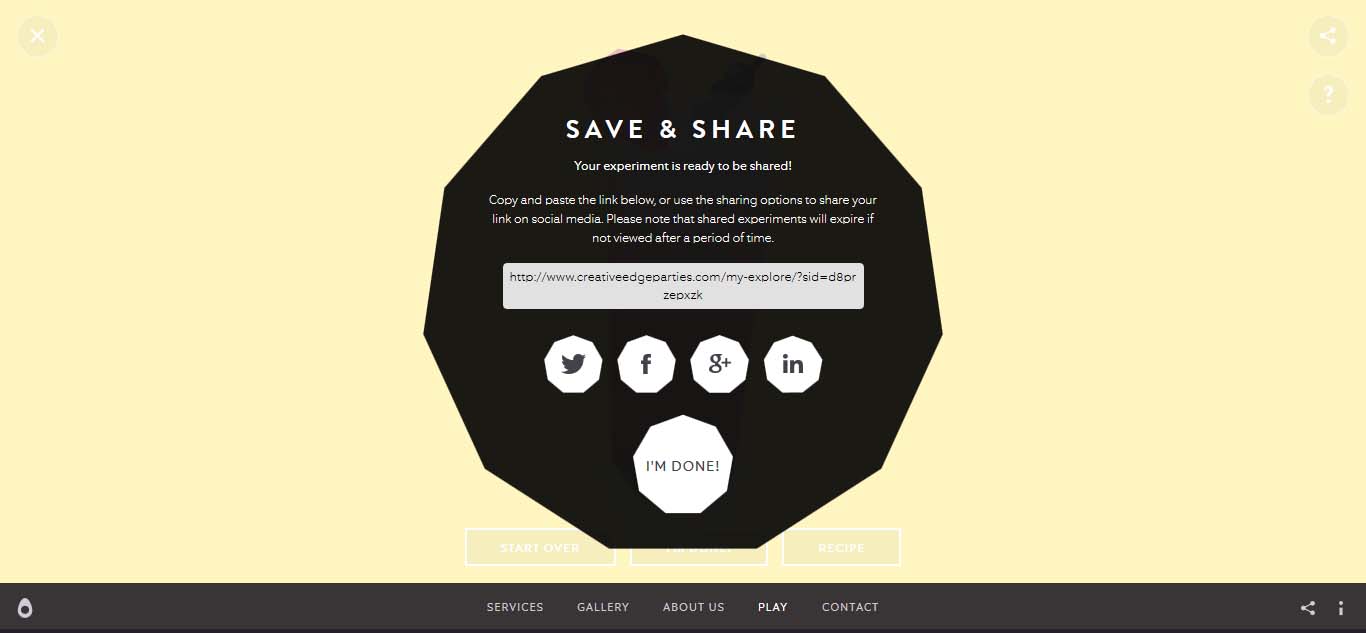 ?
SAVE & SHARE
Your experiment is ready to be shared!
Copy and paste the link below, or use the sharing options to share your
link on social media. Please note that shared experiments will expire if
not viewed after a period of time.
http://www.creativeedgeparties.com/my-explore/?sid=d8pr
zepxzk
f
g+
in
I'M DONE!
START OVER
RECIPE
SERVICES
GALLERY
ABOUT US
PLAY
CONTACT